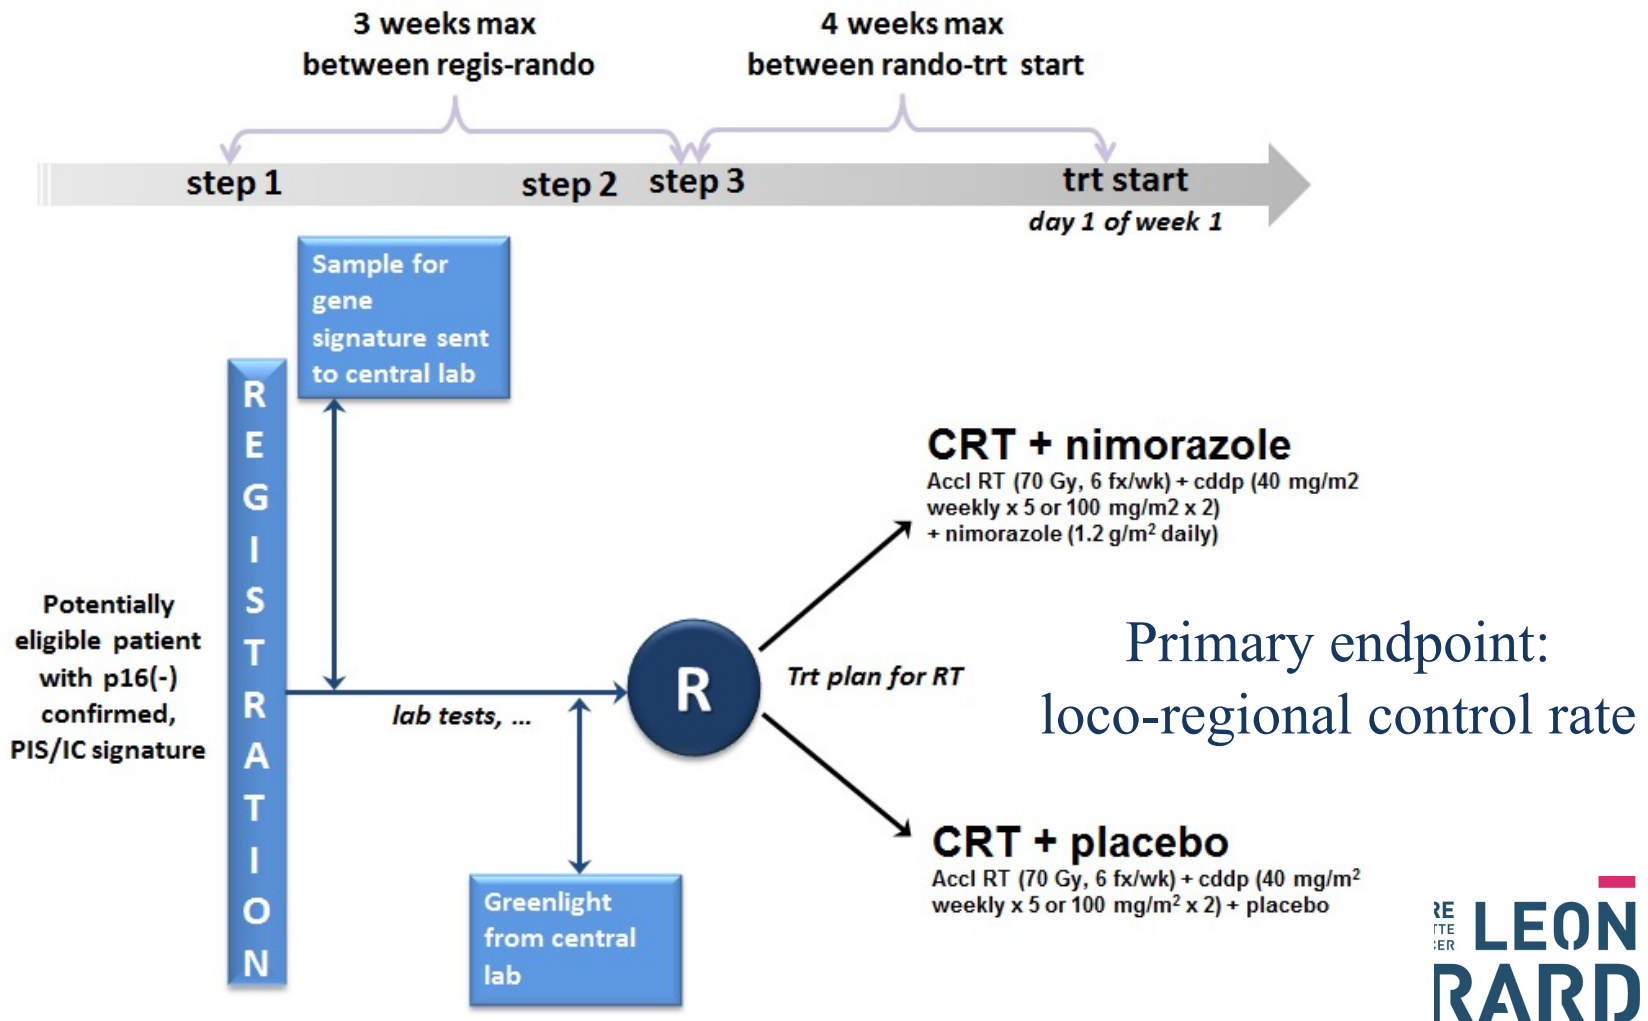 3 weeks max
between regis-rando
4 weeks max
between rando-trt start
step 1
step 2
step 3
trt start
day 1 of week 1
Sample for
gene
signature sent
to central lab
R
E
G
I
S
T
R
A
T
I
O
N
Potentially
eligible patient
with p16(-)
confirmed,
PIS/IC signature
lab tests, ...
R
Trt plan for RT
CRT + nimorazole
Accl RT (70 Gy, 6 fx/wk) + cddp (40 mg/m2
weekly x 5 or 100 mg/m2 x 2)
+ nimorazole (1.2 g/m² daily)
Primary endpoint:
loco-regional control rate
CRT + placebo
Accl RT (70 Gy, 6 fx/wk) + cddp (40 mg/m²
weekly x 5 or 100 mg/m² x 2) + placebo
Greenlight
from central
lab
RE
TTE
CER
LEON
RARD